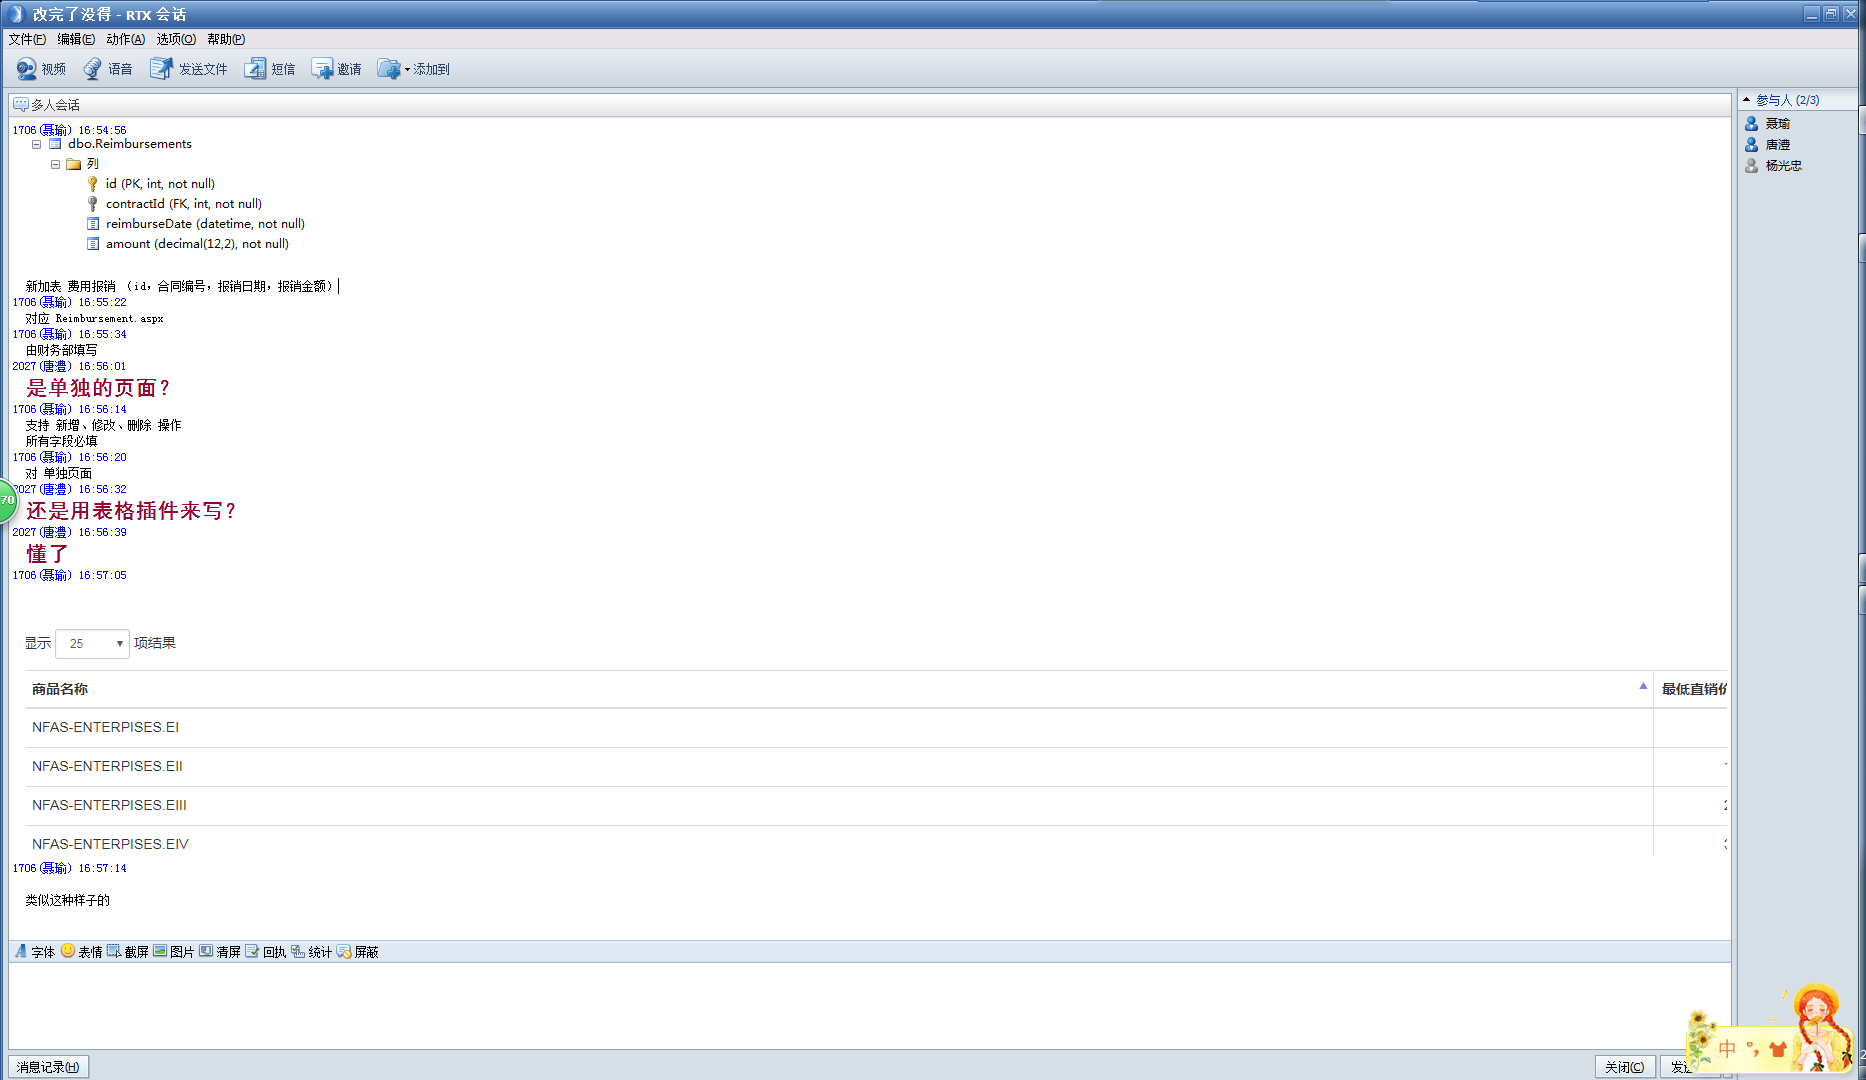 改完了没得 - RTX 会话
文件(F) 编辑(E) 动作(A) 选项(O) 帮助(P)
视频 语音 发送文件 短信 邀请 添加到
多人会话
参与人 (2/3)
聂瑜
唐澧
杨光忠
1706(聂瑜) 16:54:56
dbo.Reimbursements
列
id (PK, int, not null)
contractId (FK, int, not null)
reimburseDate (datetime, not null)
amount (decimal(12,2), not null)
新加表 费用报销 （id，合同编号，报销日期，报销金额）
1706(聂瑜) 16:55:22
对应 Reimbursement.aspx
1706(聂瑜) 16:55:34
由财务部填写
2027(唐澧) 16:56:01
是单独的页面？
1706(聂瑜) 16:56:14
支持 新增、修改、删除 操作
所有字段必填
1706(聂瑜) 16:56:20
对 单独页面
70
2027(唐澧) 16:56:32
还是用表格插件来写？
2027(唐澧) 16:56:39
懂了
1706(聂瑜) 16:57:05
显示 25 项结果
商品名称 最低直销价
NFAS-ENTERPISES.EI
NFAS-ENTERPISES.EII
NFAS-ENTERPISES.EIII
NFAS-ENTERPISES.EIV
1706(聂瑜) 16:57:14
类似这种样子的
字体 表情 截屏 图片 清屏 回执 统计 屏蔽
中
消息记录(H) 关闭(C) 发